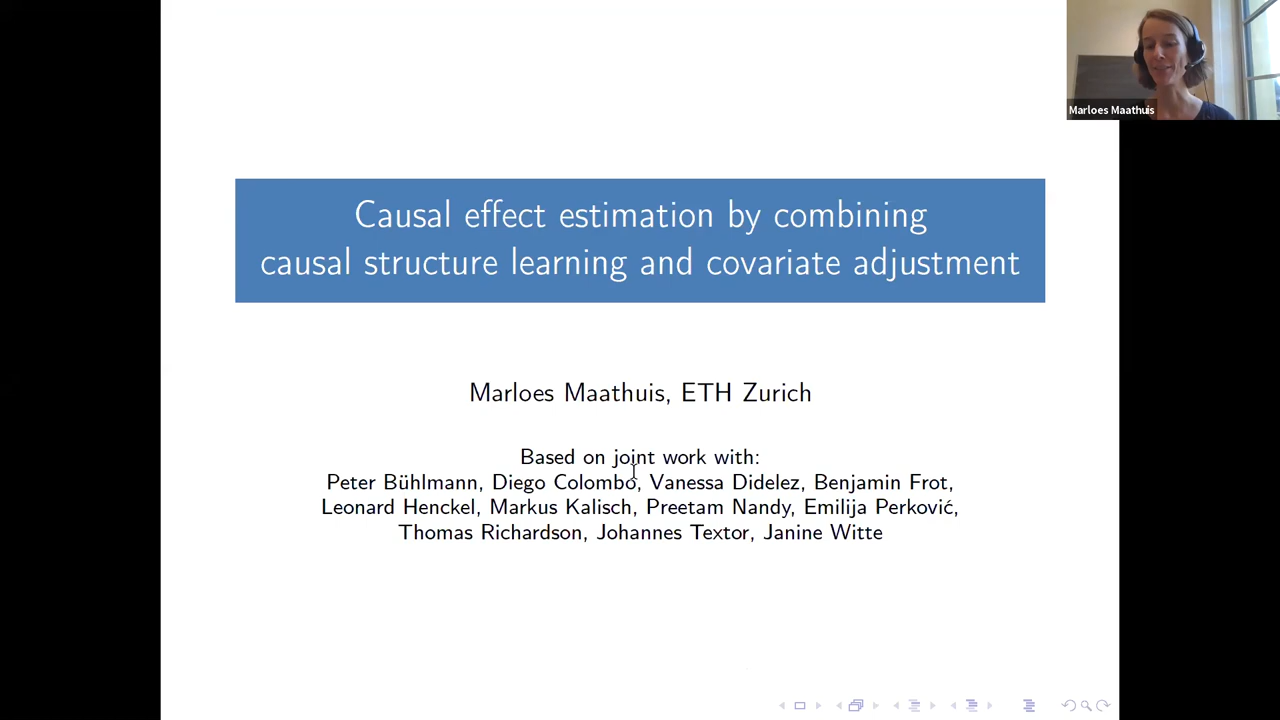 Marloes Maathuis
Causal effect estimation by combining
causal structure learning and covariate adjustment
Marloes Maathuis, ETH Zurich
Based on joint work with:
Peter Bühlmann, Diego Colombo, Vanessa Didelez, Benjamin Frot,
Leonard Henckel, Markus Kalisch, Preetam Nandy, Emilija Perković,
Thomas Richardson, Johannes Textor, Janine Witte